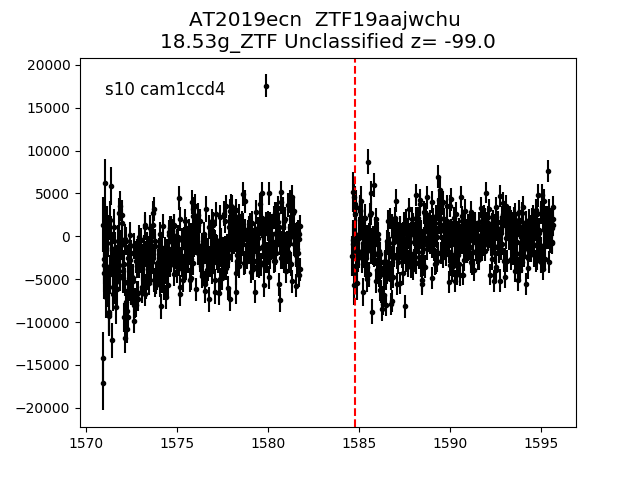 AT2019ecn  ZTF19aajwchu
18.53g_ZTF Unclassified z= -99.0
s10 cam1ccd4
20000
15000
10000
5000
0
−5000
−10000
−15000
−20000
1570 1575 1580 1585 1590 1595